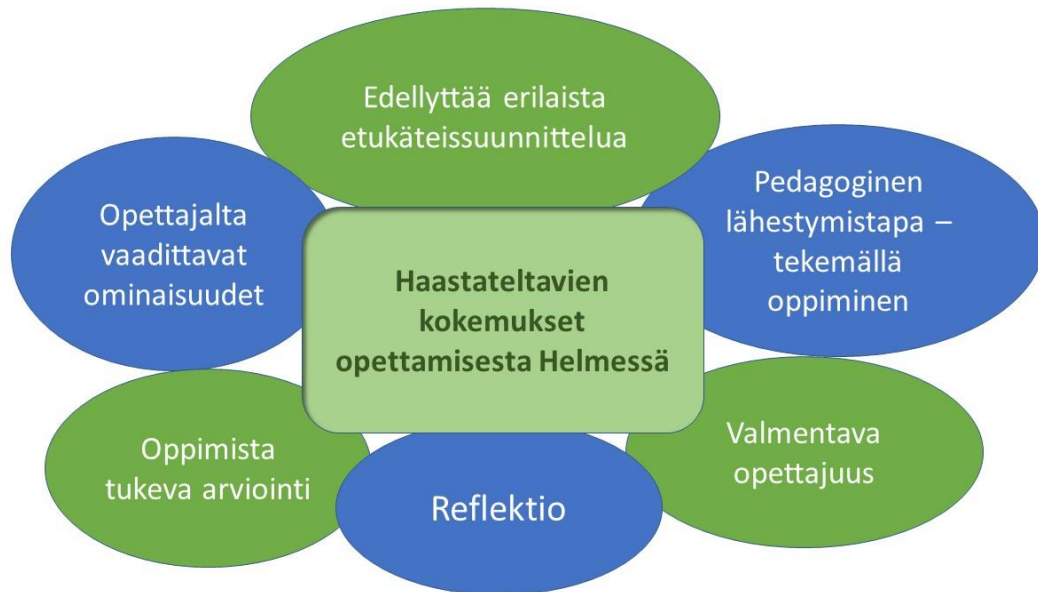 Edellyttää erilaista
etukäteissuunnittelua
Opettajalta
vaadittavat
ominaisuudet
Pedagoginen
lähestymistapa –
tekemällä
oppiminen
Haastateltavien
kokemukset
opettamisesta Helmessä
Oppimista
tukeva arviointi
Reflektio
Valmentava
opettajuus